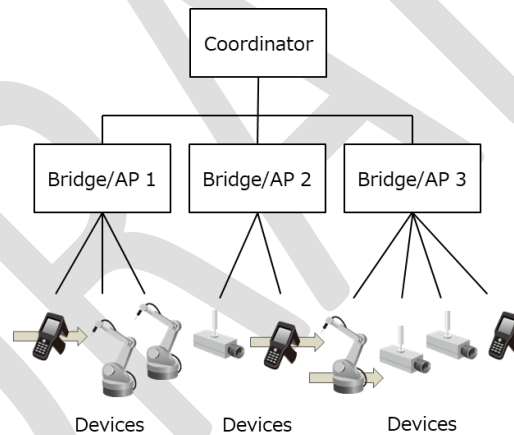 Coordinator
Bridge/AP 1
Bridge/AP 2
Bridge/AP 3
Devices
Devices
Devices